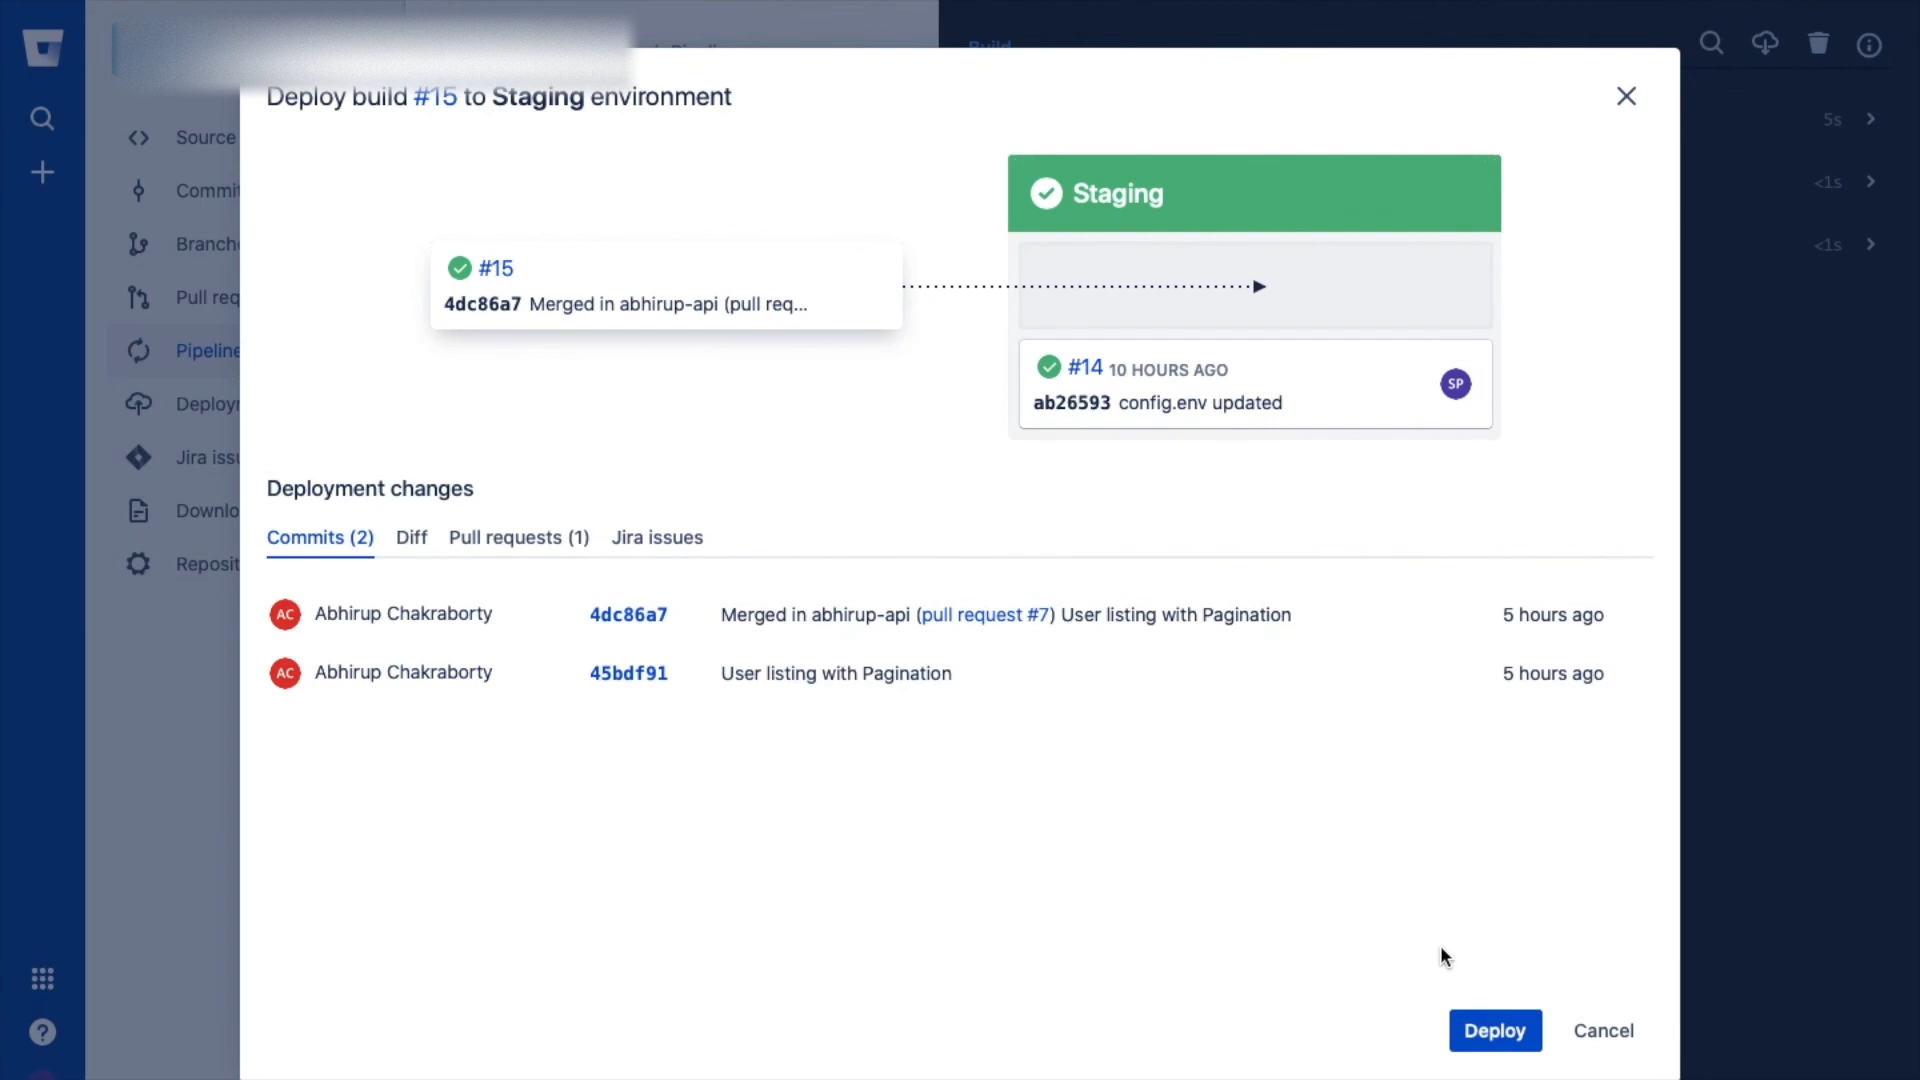 Build
Deploy build #15 to Staging environment
Source
Commit
Branche
Pull req
Pipeline
Deploy
Jira issu
Downlo
Reposit
5s
<1s
<1s
Staging
#15
4dc86a7 Merged in abhirup-api (pull req...
#14 10 HOURS AGO
ab26593 config.env updated
SP
Deployment changes
Commits (2) Diff Pull requests (1) Jira issues
AC Abhirup Chakraborty 4dc86a7 Merged in abhirup-api (pull request #7) User listing with Pagination 5 hours ago
AC Abhirup Chakraborty 45bdf91 User listing with Pagination 5 hours ago
Deploy Cancel